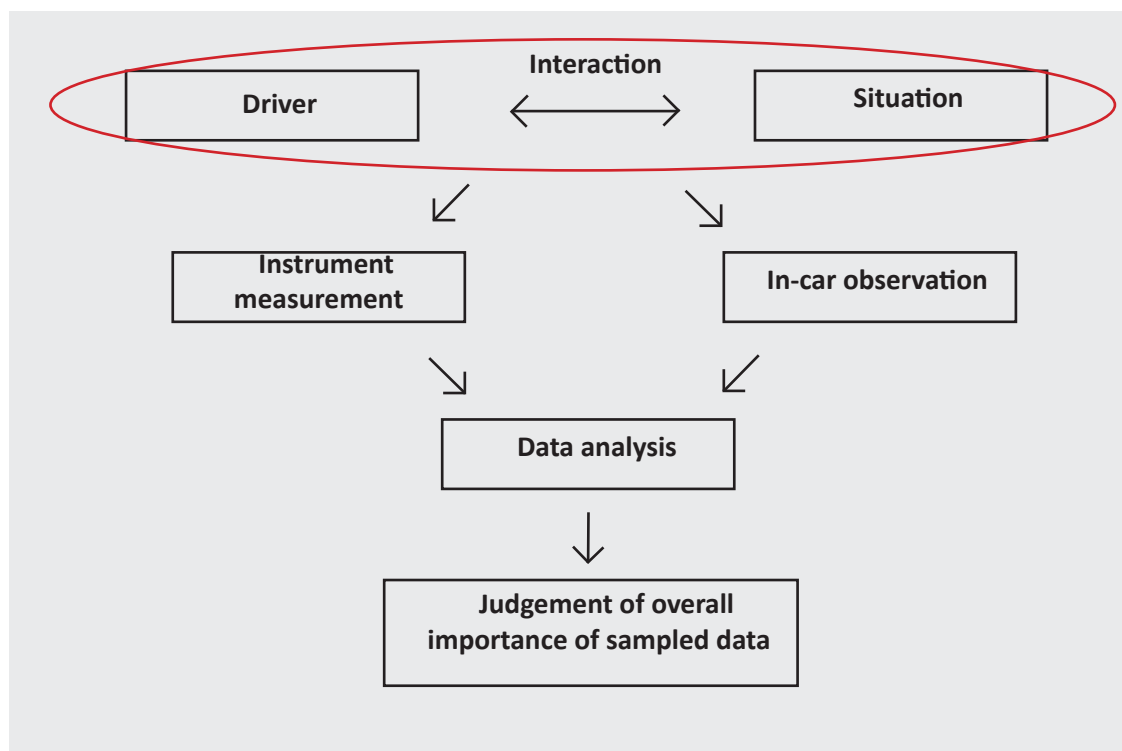 Interaction
Driver
Situation
Instrument
measurement
In-car observation
Data analysis
Judgement of overall
importance of sampled data